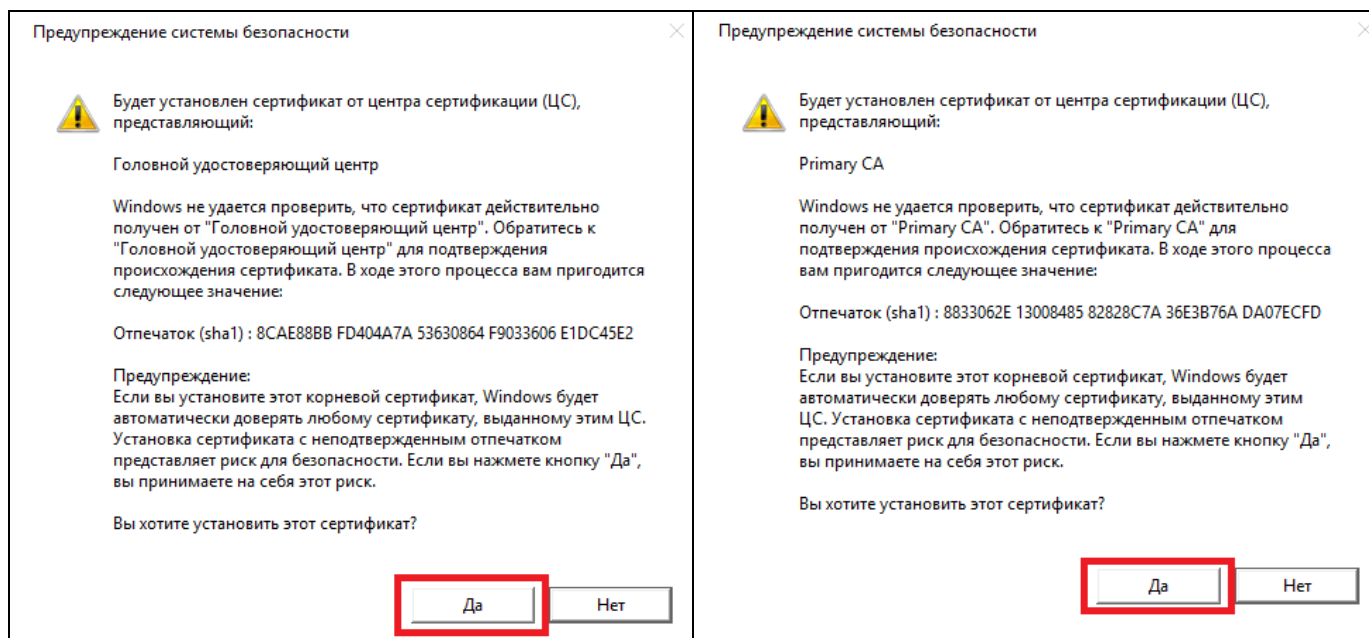 Предупреждение системы безопасности
Будет установлен сертификат от центра сертификации (ЦС),
представляющий:
Головной удостоверяющий центр
Windows не удается проверить, что сертификат действительно
получен от "Головной удостоверяющий центр". Обратитесь к
"Головной удостоверяющий центр" для подтверждения
происхождения сертификата. В ходе этого процесса вам пригодится
следующее значение:
Отпечаток (sha1) : 8CAE88BB FD404A7A 53630864 F9033606 E1DC45E2
Предупреждение:
Если вы установите этот корневой сертификат, Windows будет
автоматически доверять любому сертификату, выданному этим ЦС.
Установка сертификата с неподтвержденным отпечатком
представляет риск для безопасности. Если вы нажмете кнопку "Да",
вы принимаете на себя этот риск.
Вы хотите установить этот сертификат?
Да
Нет
Предупреждение системы безопасности
Будет установлен сертификат от центра сертификации (ЦС),
представляющий:
Primary CA
Windows не удается проверить, что сертификат действительно
получен от "Primary CA". Обратитесь к "Primary CA" для
подтверждения происхождения сертификата. В ходе этого процесса
вам пригодится следующее значение:
Отпечаток (sha1) : 8833062E 13008485 82828C7A 36E3B76A DA07ECFD
Предупреждение:
Если вы установите этот корневой сертификат, Windows будет
автоматически доверять любому сертификату, выданному этим
ЦС. Установка сертификата с неподтвержденным отпечатком
представляет риск для безопасности. Если вы нажмете кнопку "Да",
вы принимаете на себя этот риск.
Вы хотите установить этот сертификат?
Да
Нет